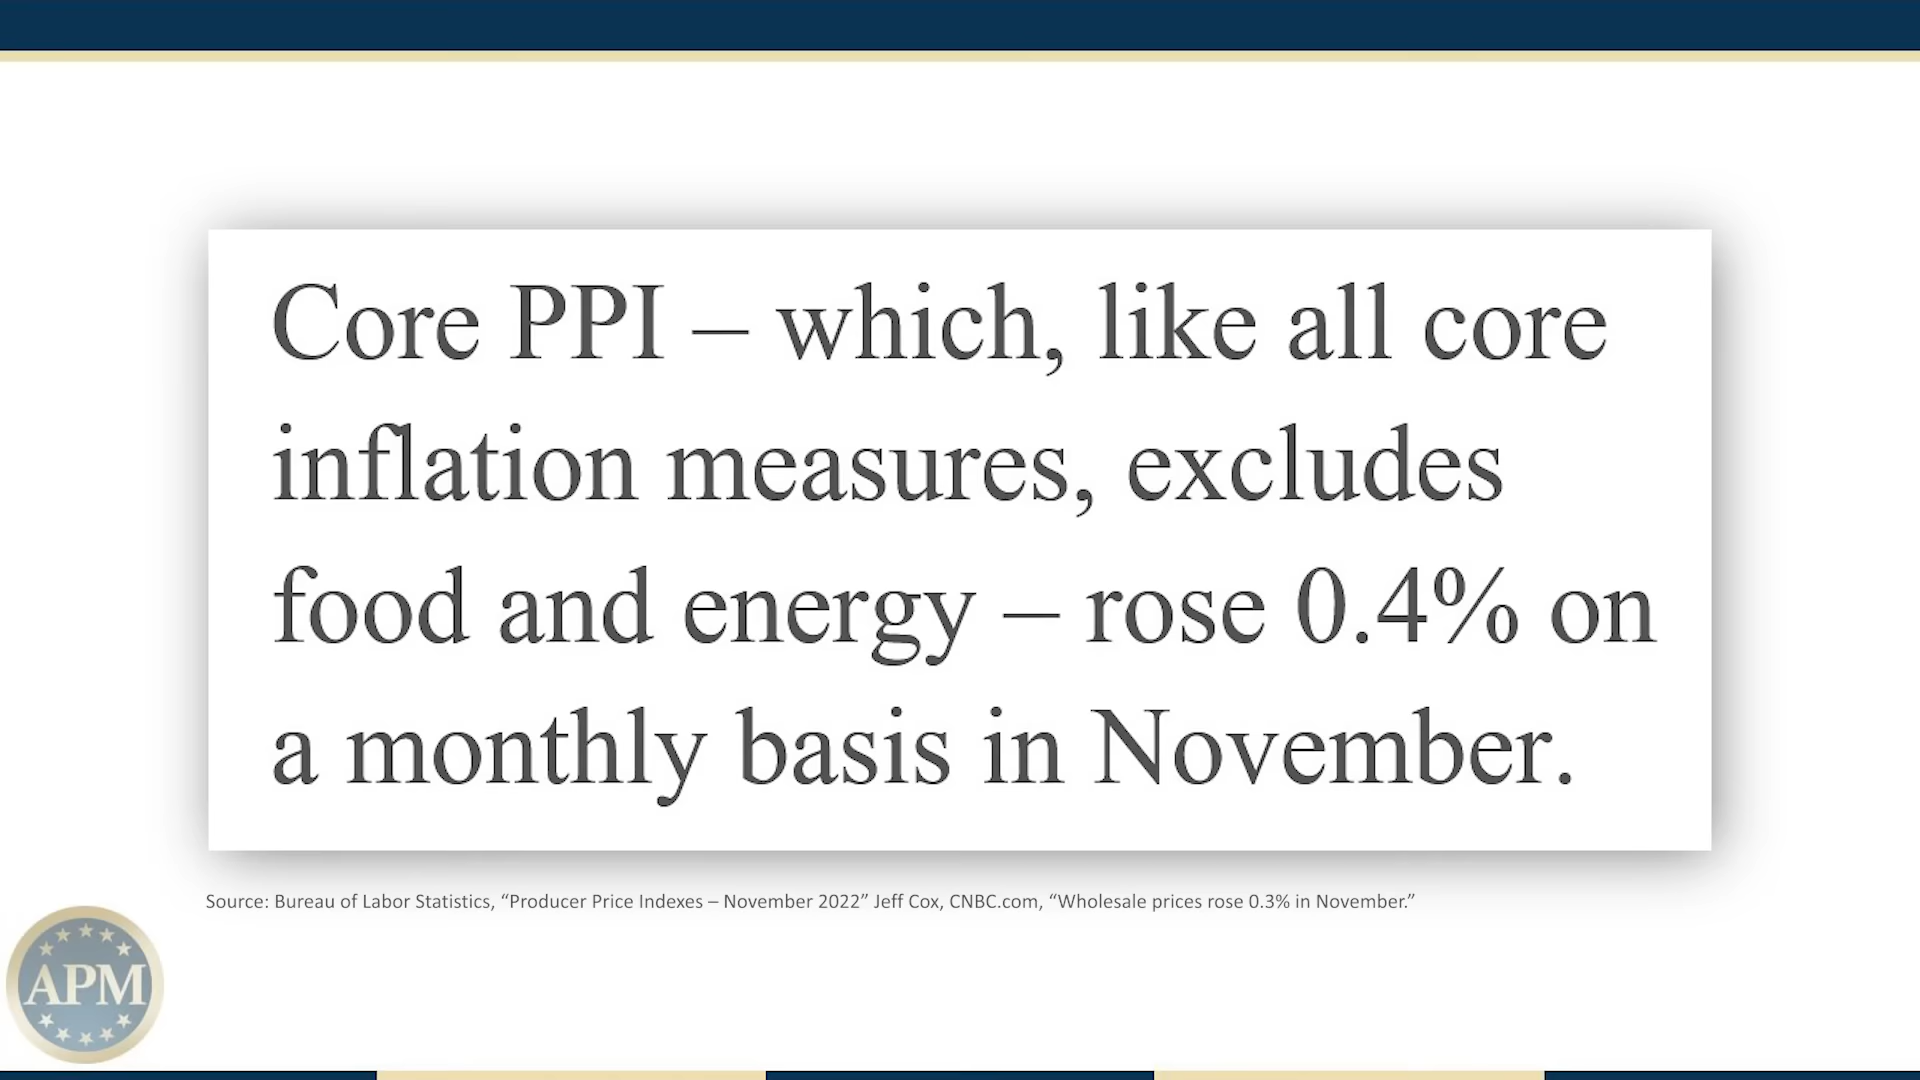 Core PPI – which, like all core
inflation measures, excludes
food and energy – rose 0.4% on
a monthly basis in November.
Source: Bureau of Labor Statistics, “Producer Price Indexes – November 2022” Jeff Cox, CNBC.com, “Wholesale prices rose 0.3% in November.”
APM